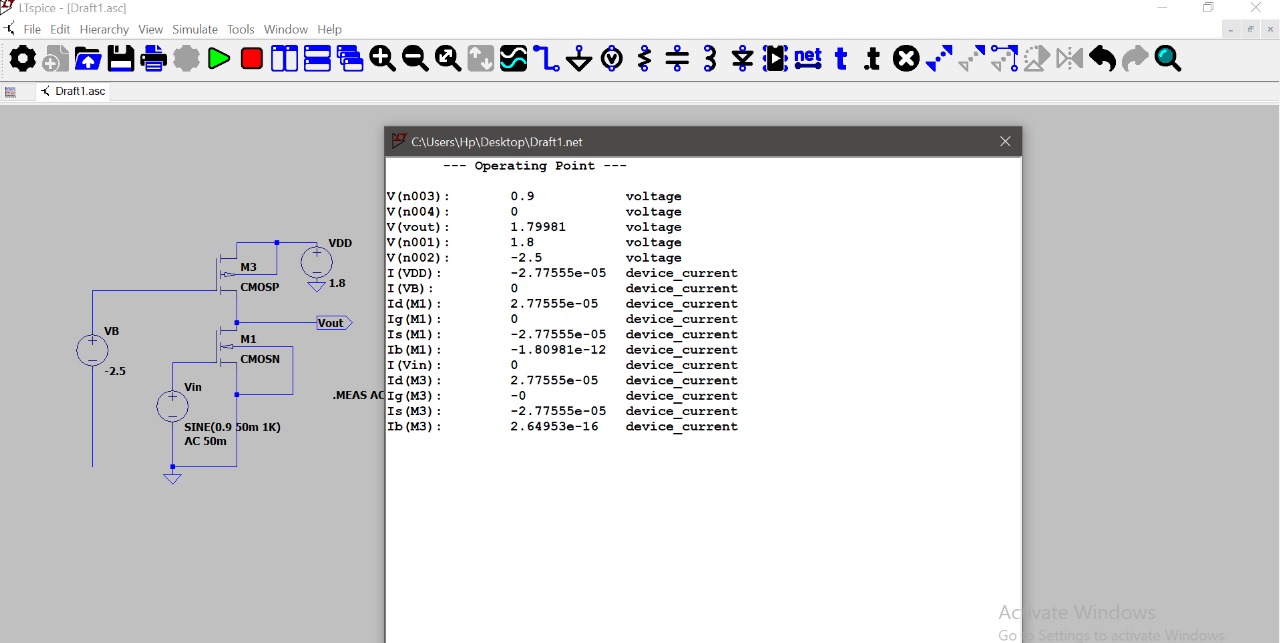 LTspice - [Draft1.asc]
File Edit Hierarchy View Simulate Tools Window Help
net t .t
Draft1.asc
C:\Users\Hp\Desktop\Draft1.net
--- Operating Point ---
V(n003): 0.9 voltage
V(n004): 0 voltage
V(vout): 1.79981 voltage
V(n001): 1.8 voltage
V(n002): -2.5 voltage
I(VDD): -2.77555e-05 device_current
I(VB): 0 device_current
Id(M1): 2.77555e-05 device_current
Ig(M1): 0 device_current
Is(M1): -2.77555e-05 device_current
Ib(M1): -1.80981e-12 device_current
I(Vin): 0 device_current
Id(M3): 2.77555e-05 device_current
Ig(M3): -0 device_current
Is(M3): -2.77555e-05 device_current
Ib(M3): 2.64953e-16 device_current
VDD
M3
CMOSP
1.8
Vout
VB
M1
CMOSN
-2.5
Vin
.MEAS AC
SINE(0.9 50m 1K)
AC 50m
Activate Windows
Go to Settings to activate Windows.